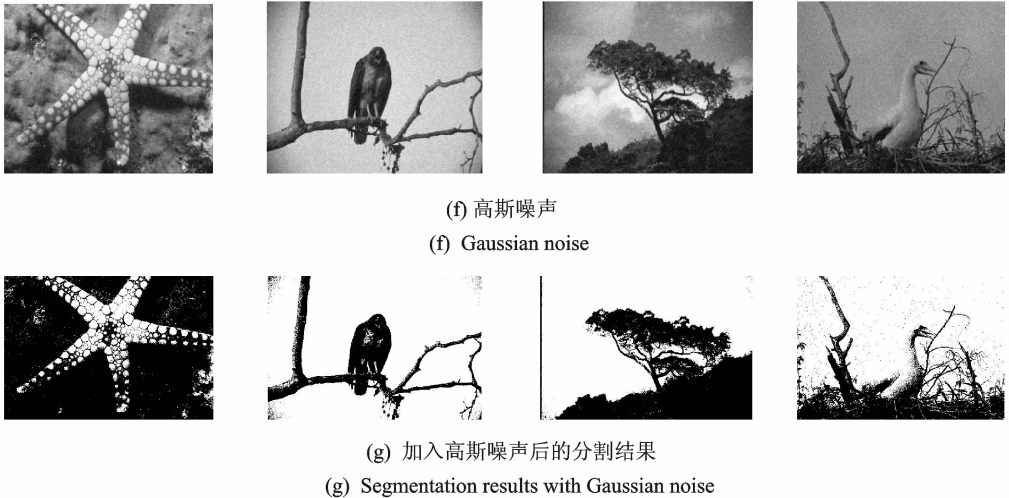 (f) 高斯噪声
(f) Gaussian noise
(g) 加入高斯噪声后的分割结果
(g) Segmentation results with Gaussian noise